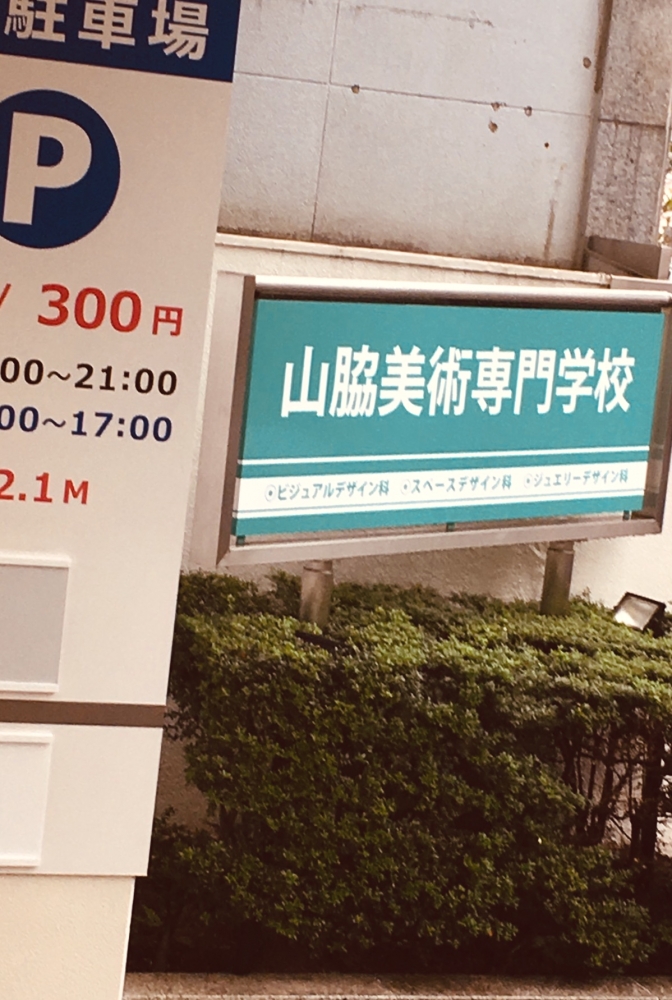 駐車場
P
/ 300円
00～21:00
00～17:00
2.1M
山脇美術専門学校
◉ビジュアルデザイン科 ◉スペースデザイン科 ◉ジュエリーデザイン科